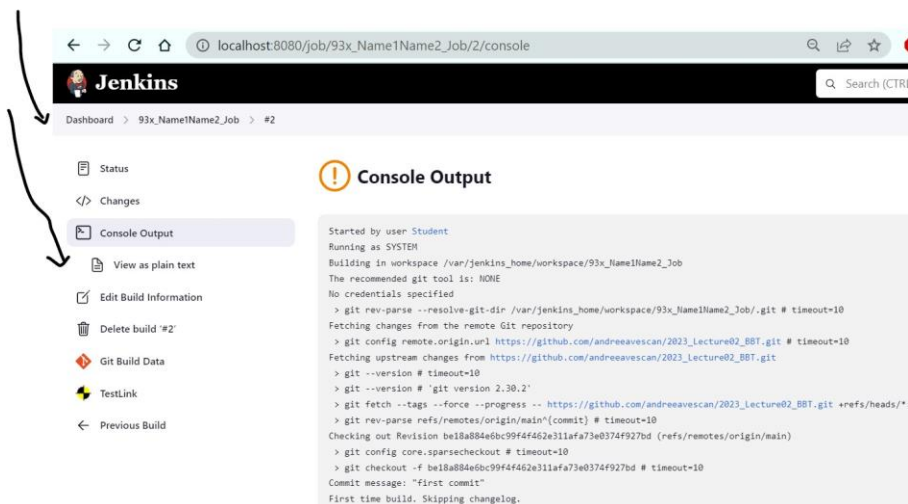 localhost:8080/job/93x_Name1Name2_Job/2/console
Jenkins
Search (CTRL
Dashboard > 93x_Name1Name2_Job > #2
Status
Changes
Console Output
View as plain text
Edit Build Information
Delete build '#2'
Git Build Data
TestLink
Previous Build
Console Output
Started by user Student
Running as SYSTEM
Building in workspace /var/jenkins_home/workspace/93x_Name1Name2_Job
The recommended git tool is: NONE
No credentials specified
> git rev-parse --resolve-git-dir /var/jenkins_home/workspace/93x_Name1Name2_Job/.git # timeout=10
Fetching changes from the remote Git repository
> git config remote.origin.url https://github.com/andreeavescan/2023_Lecture02_BBT.git # timeout=10
Fetching upstream changes from https://github.com/andreeavescan/2023_Lecture02_BBT.git
> git --version # timeout=10
> git --version # 'git version 2.30.2'
> git fetch --tags --force --progress -- https://github.com/andreeavescan/2023_Lecture02_BBT.git +refs/heads/*
> git rev-parse refs/remotes/origin/main^{commit} # timeout=10
Checking out Revision be18a884e6bc99f4f462e311afa73e0374f927bd (refs/remotes/origin/main)
> git config core.sparsecheckout # timeout=10
> git checkout -f be18a884e6bc99f4f462e311afa73e0374f927bd # timeout=10
Commit message: "first commit"
First time build. Skipping changelog.